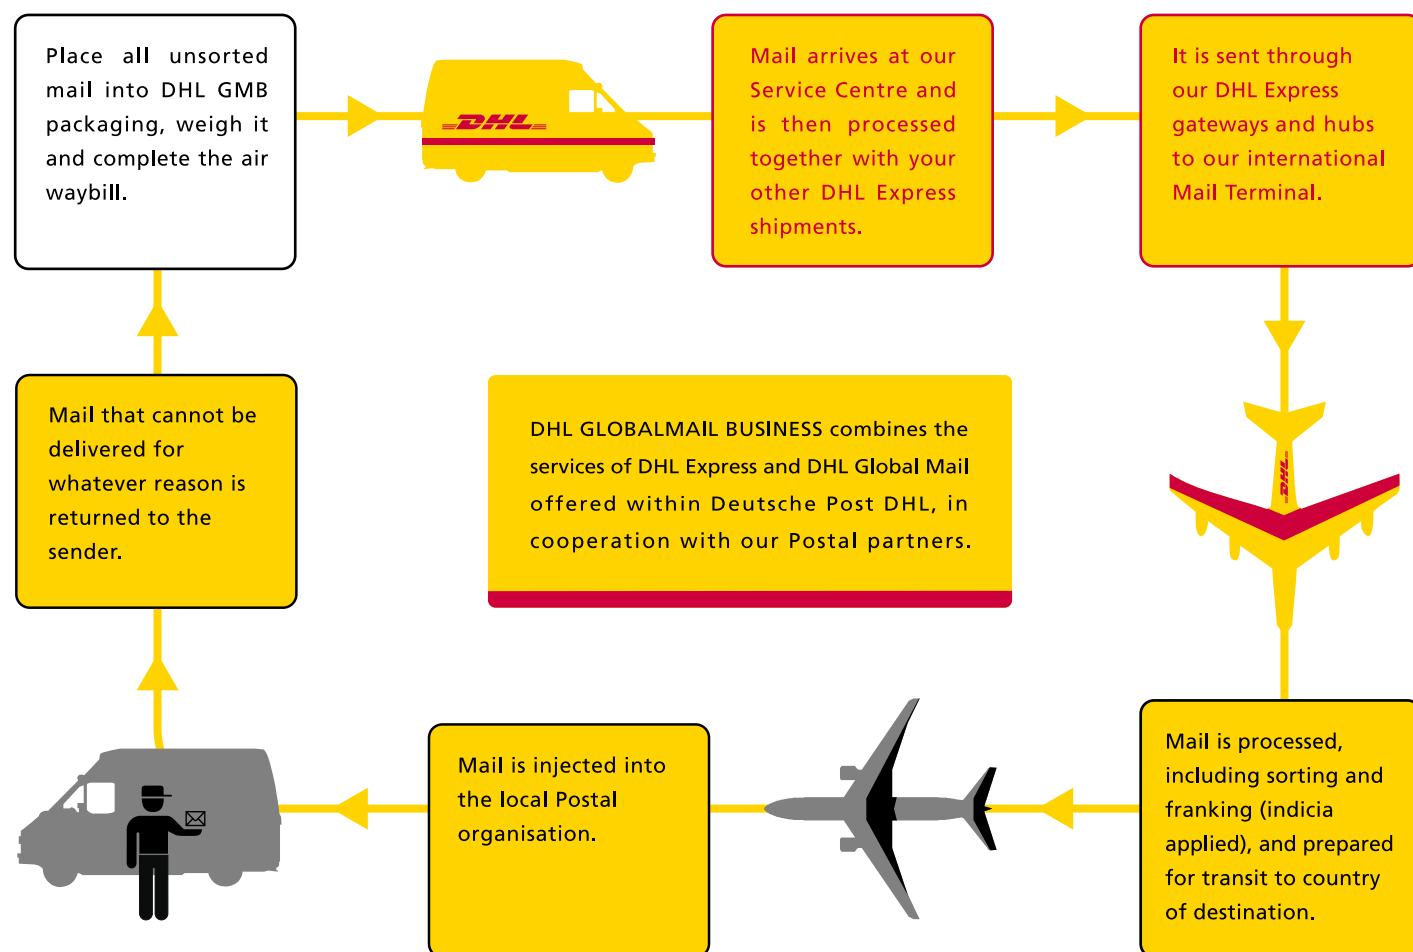 Place all unsorted
mail into DHL GMB
packaging, weigh it
and complete the air
waybill.
DHL
Mail arrives at our
Service Centre and
is then processed
together with your
other DHL Express
shipments.
It is sent through
our DHL Express
gateways and hubs
to our international
Mail Terminal.
DHL
Mail that cannot be
delivered for
whatever reason is
returned to the
sender.
DHL GLOBALMAIL BUSINESS combines the
services of DHL Express and DHL Global Mail
offered within Deutsche Post DHL, in
cooperation with our Postal partners.
Mail is injected into
the local Postal
organisation.
Mail is processed,
including sorting and
franking (indicia
applied), and prepared
for transit to country
of destination.